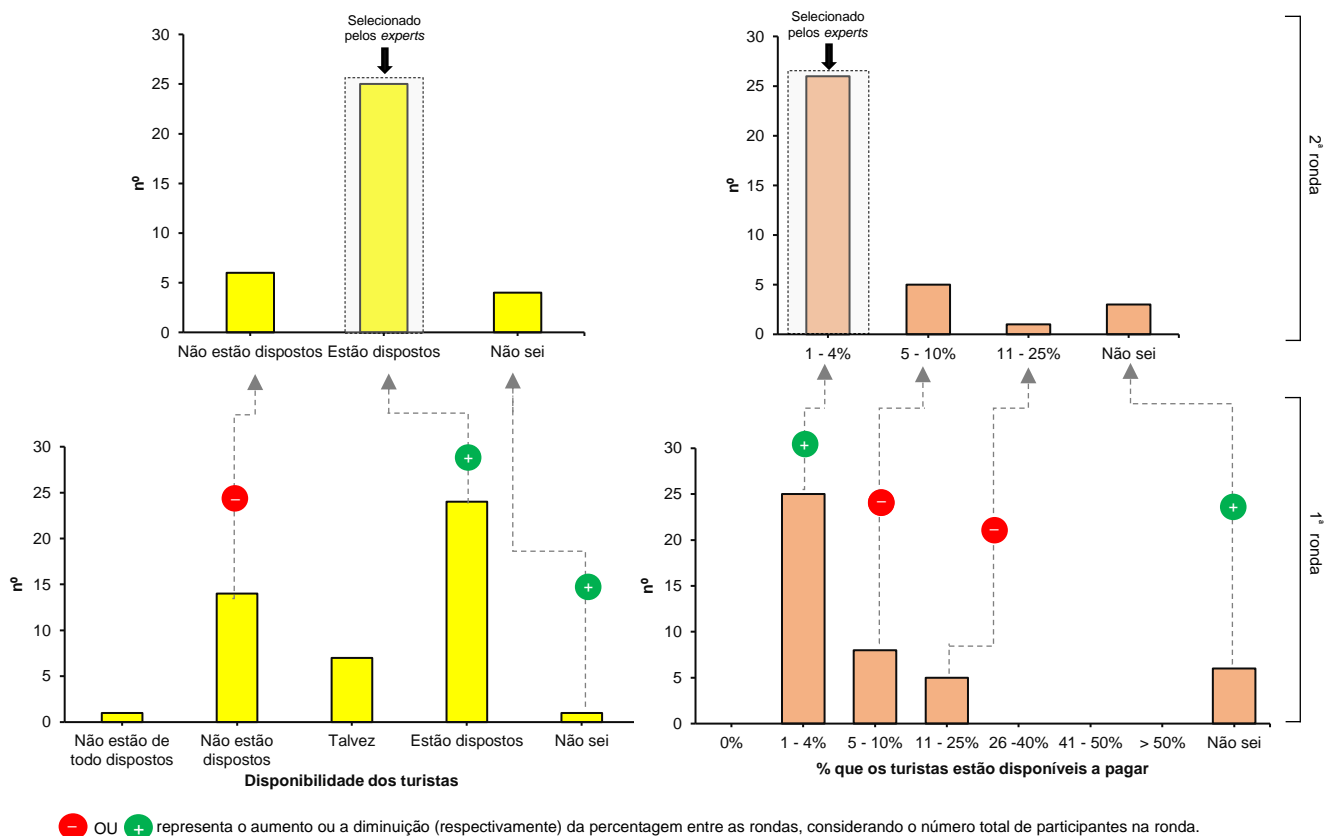 Selecionado
pelos experts
30
25
20
15
10
5
0
nº
Não estão dispostos
Estão dispostos
Não sei
Selecionado
pelos experts
30
25
20
15
10
5
0
nº
1 - 4%
5 - 10%
11 - 25%
Não sei
2ª ronda
30
25
20
15
10
5
0
nº
Não estão de
todo dispostos
Não estão
dispostos
Talvez
Estão dispostos
Não sei
Disponibilidade dos turistas
30
25
20
15
10
5
0
nº
0%
1 - 4%
5 - 10%
11 - 25%
26 -40%
41 - 50%
> 50%
Não sei
% que os turistas estão disponíveis a pagar
1ª ronda
− OU + representa o aumento ou a diminuição (respectivamente) da percentagem entre as rondas, considerando o número total de participantes na ronda.